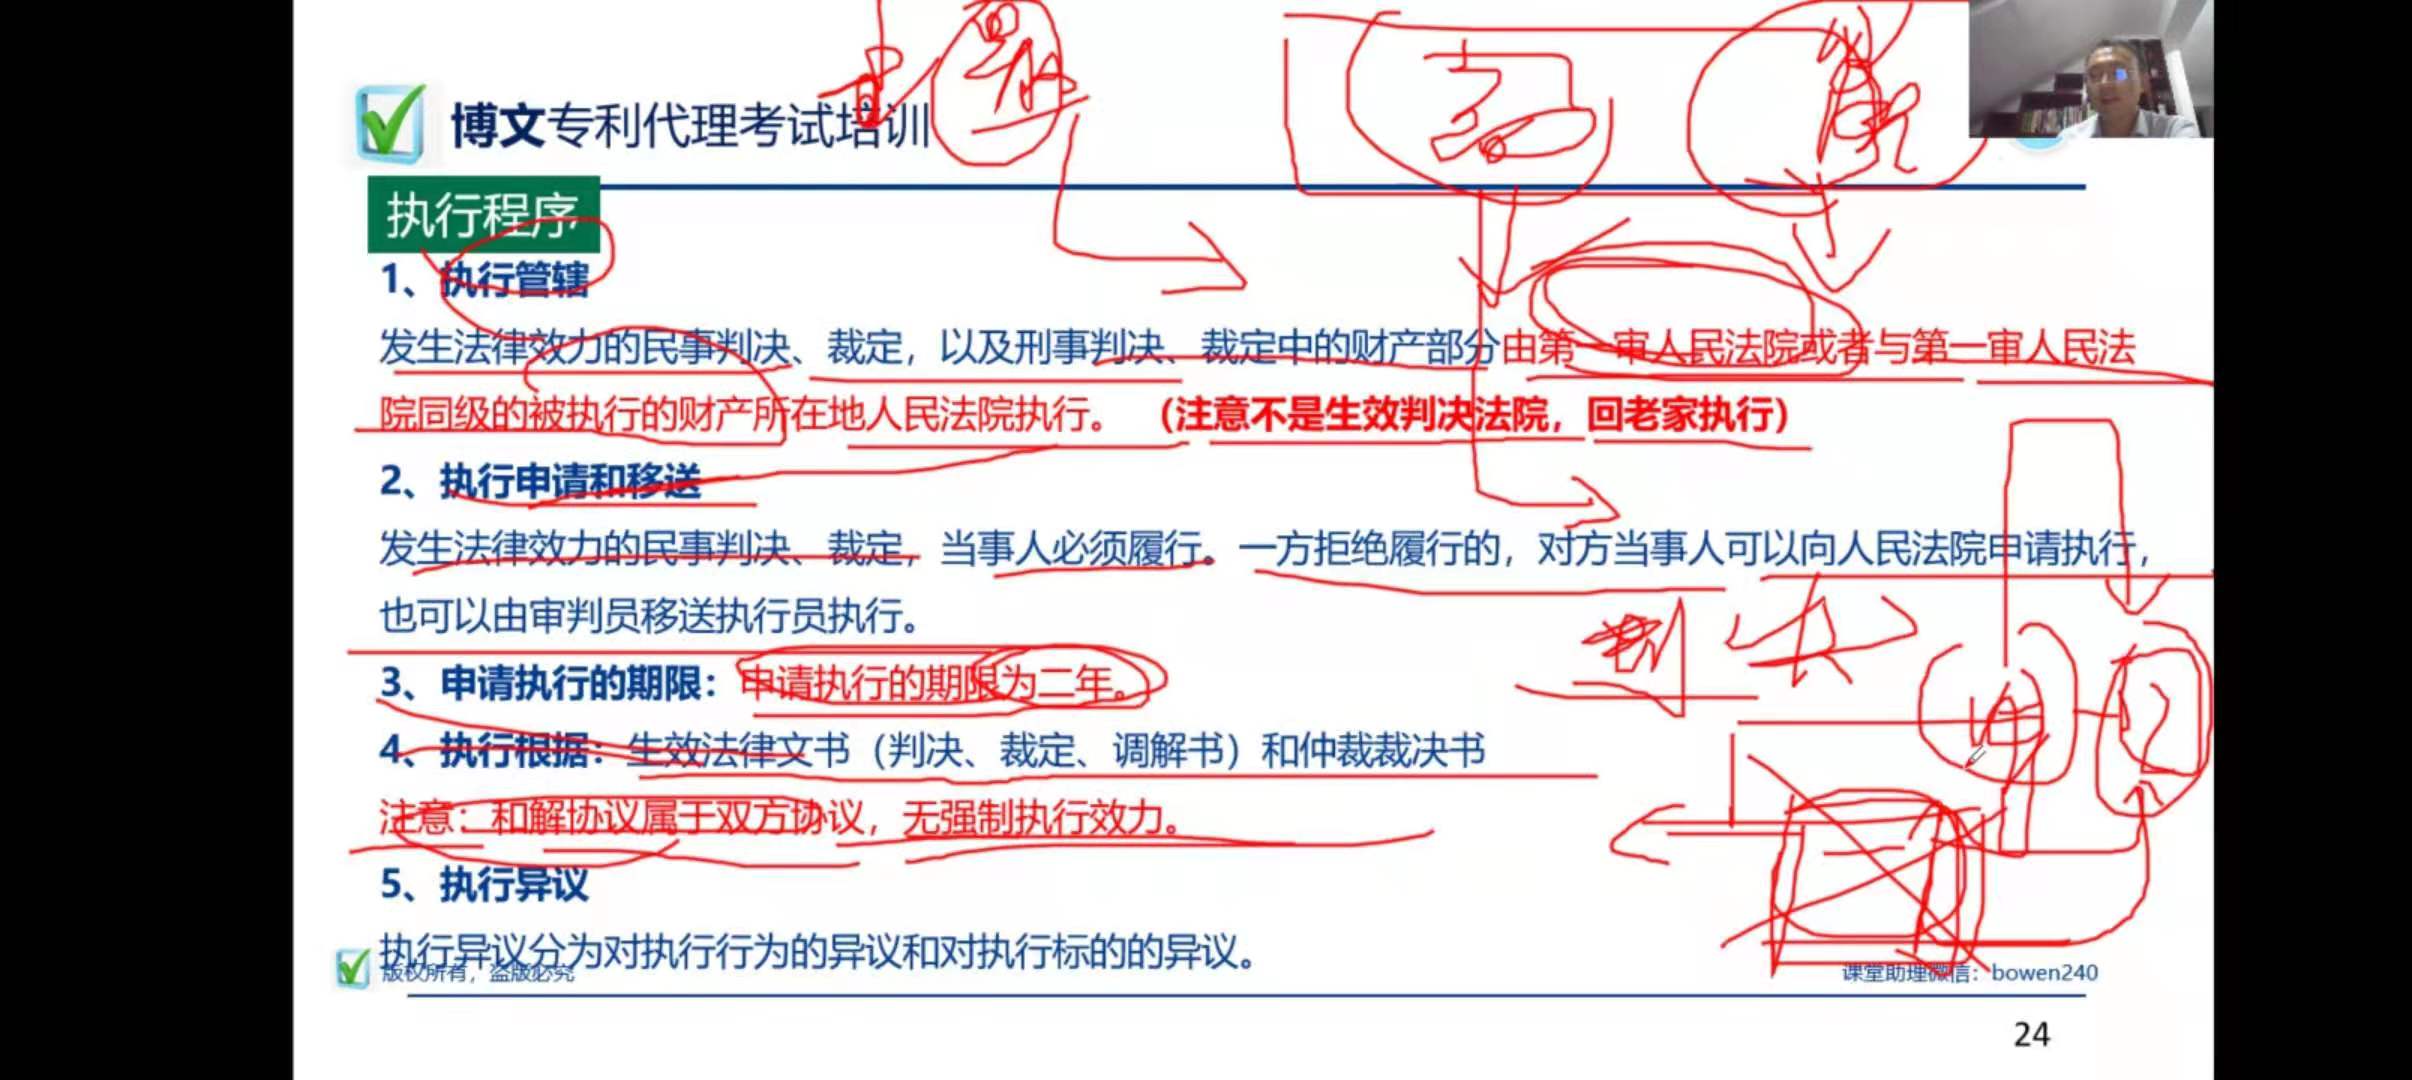 博文专利代理考试培训
执行程序
1、执行管辖
发生法律效力的民事判决、裁定，以及刑事判决、裁定中的财产部分由第一审人民法院或者与第一审人民法
院同级的被执行的财产所在地人民法院执行。（注意不是生效判决法院，回老家执行）
2、执行申请和移送
发生法律效力的民事判决、裁定，当事人必须履行。一方拒绝履行的，对方当事人可以向人民法院申请执行，
也可以由审判员移送执行员执行。
3、申请执行的期限：申请执行的期限为二年。
4、执行根据：生效法律文书（判决、裁定、调解书）和仲裁裁决书
注意：和解协议属于双方协议，无强制执行效力。
5、执行异议
执行异议分为对执行行为的异议和对执行标的的异议。
版权所有，盗版必究
课堂助理微信：bowen240
24